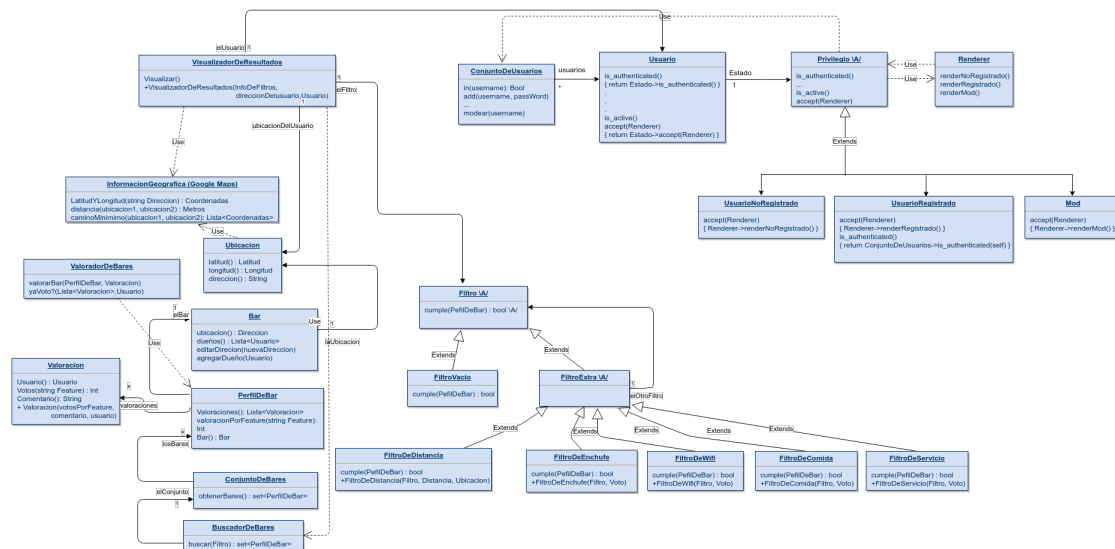 elUsuario
1
VisualizadorDeResultados
Visualizar()
+VisualizadorDeResultados(InfoDeFiltros,
direccionDelusuario,Usuario)
1
elFiltro
ubicacionDelUsuario
1
Use
InformacionGeografica (Google Maps)
LatitudYLongitud(string Direccion) : Coordenadas
distancia(ubicacion1, ubicacion2) : Metros
caminoMinimimo(ubicacion1, ubicacion2): Lista<Coordenadas>
Use
Ubicacion
latitud() : Latitud
longitud() : Longitud
direccion() : String
ValoradorDeBares
valorarBar(PerfilDeBar, Valoracion)
yaVoto?(Lista<Valoracion>,Usuario)
1
elBar
Use
Bar
ubicacion() : Direccion
dueños() : Lista<Usuario>
editarDirecion(nuevaDireccion)
agregarDueño(Usuario)
Use
1
laUbicacion
Valoracion
Usuario() : Usuario
Votos(string Feature) : Int
Comentario(): String
+ Valoracion(votosPorFeature,
comentario, usuario)
*
valoraciones
PerfilDeBar
Valoraciones(): Lista<Valoracion>
valoracionPorFeature(string Feature):
Int
Bar() : Bar
*
losBares
ConjuntoDeBares
obtenerBares() : set<PerfilDeBar>
elConjunto
1
BuscadorDeBares
buscar(Filtro) : set<PerfilDeBar>
Use
ConjuntoDeUsuarios
in(username): Bool
add(username, passWord)
...
modear(username)
usuarios
*
Usuario
is_authenticated()
{ return Estado->is_authenticated() }
.
.
.
is_active()
accept(Renderer)
{ return Estado->accept(Renderer) }
Estado
1
Privilegio \A/
is_authenticated()
...
is_active()
accept(Renderer)
Use
Use
Renderer
renderNoRegistrado()
renderRegistrado()
renderMod()
Extends
UsuarioNoRegistrado
accept(Renderer)
{ Renderer->renderNoRegistrado() }
UsuarioRegistrado
accept(Renderer)
{ Renderer->renderRegistrado() }
is_authenticated()
{ return ConjuntoDeUsuarios->is_authenticated(self) }
Mod
accept(Renderer)
{ Renderer->renderMod() }
Filtro \A/
cumple(PefilDeBar) : bool \A/
Extends
Extends
FiltroVacio
cumple(PefilDeBar) : bool
FiltroExtra \A/
1
elOtroFiltro
Extends
Extends
Extends
Extends
Extends
FiltroDeDistancia
cumple(PefilDeBar) : bool
+FiltroDeDistancia(Filtro, Distancia, Ubicacion)
FiltroDeEnchufe
cumple(PefilDeBar) : bool
+FiltroDeEnchufe(Filtro, Voto)
FiltroDeWifi
cumple(PefilDeBar) : bool
+FiltroDeWifi(Filtro, Voto)
FiltroDeComida
cumple(PefilDeBar) : bool
+FiltroDeComida(Filtro, Voto)
FiltroDeServicio
cumple(PefilDeBar) : bool
+FiltroDeServicio(Filtro, Voto)